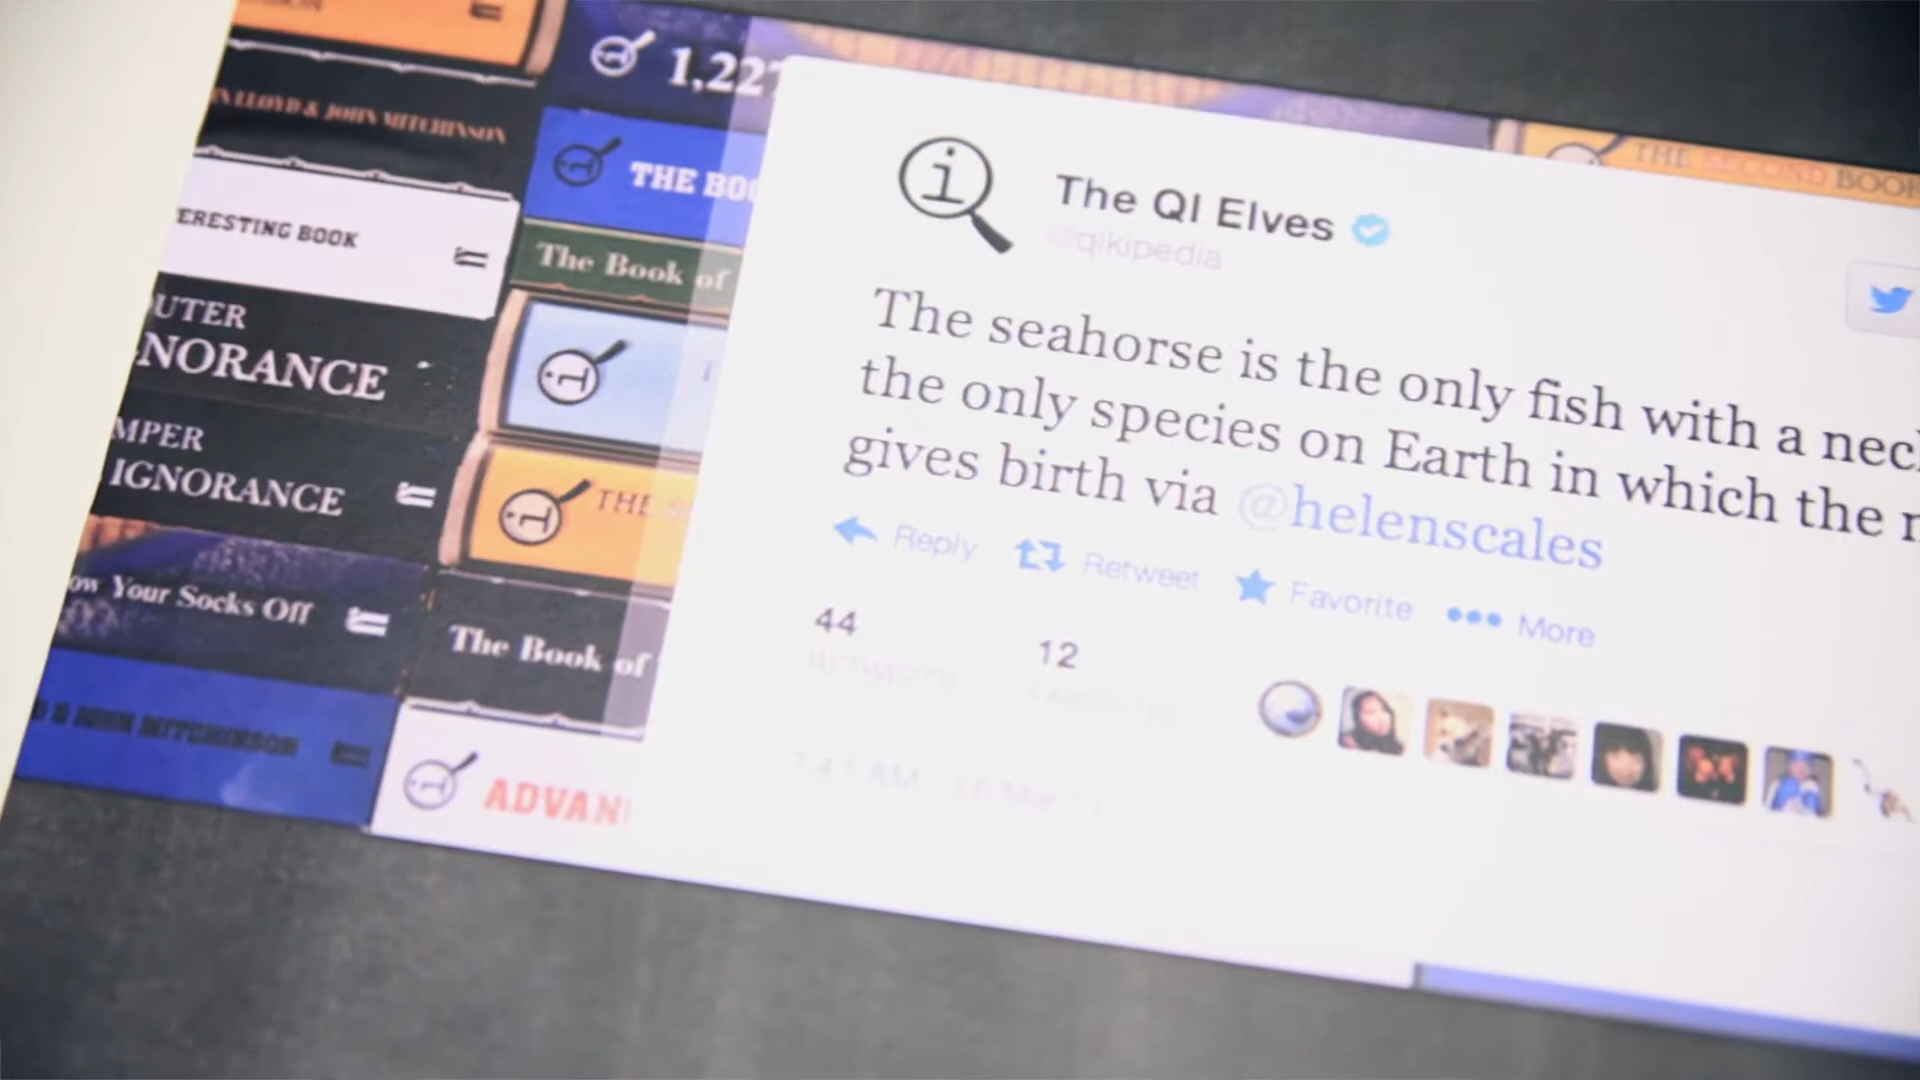 N LLOYD & JOHN MITCHINSON
ERESTING BOOK
UTER
NORANCE
MPER
IGNORANCE
ow Your Socks Off
& JOHN MITCHINSON
1,227
THE BOO
The Book of
THE S
The Book of
ADVAN
THE SECOND BOOK
The QI Elves
@qikipedia
The seahorse is the only fish with a neck
the only species on Earth in which the m
gives birth via @helenscales
Reply
Retweet
Favorite
More
44
12
RETWEETS